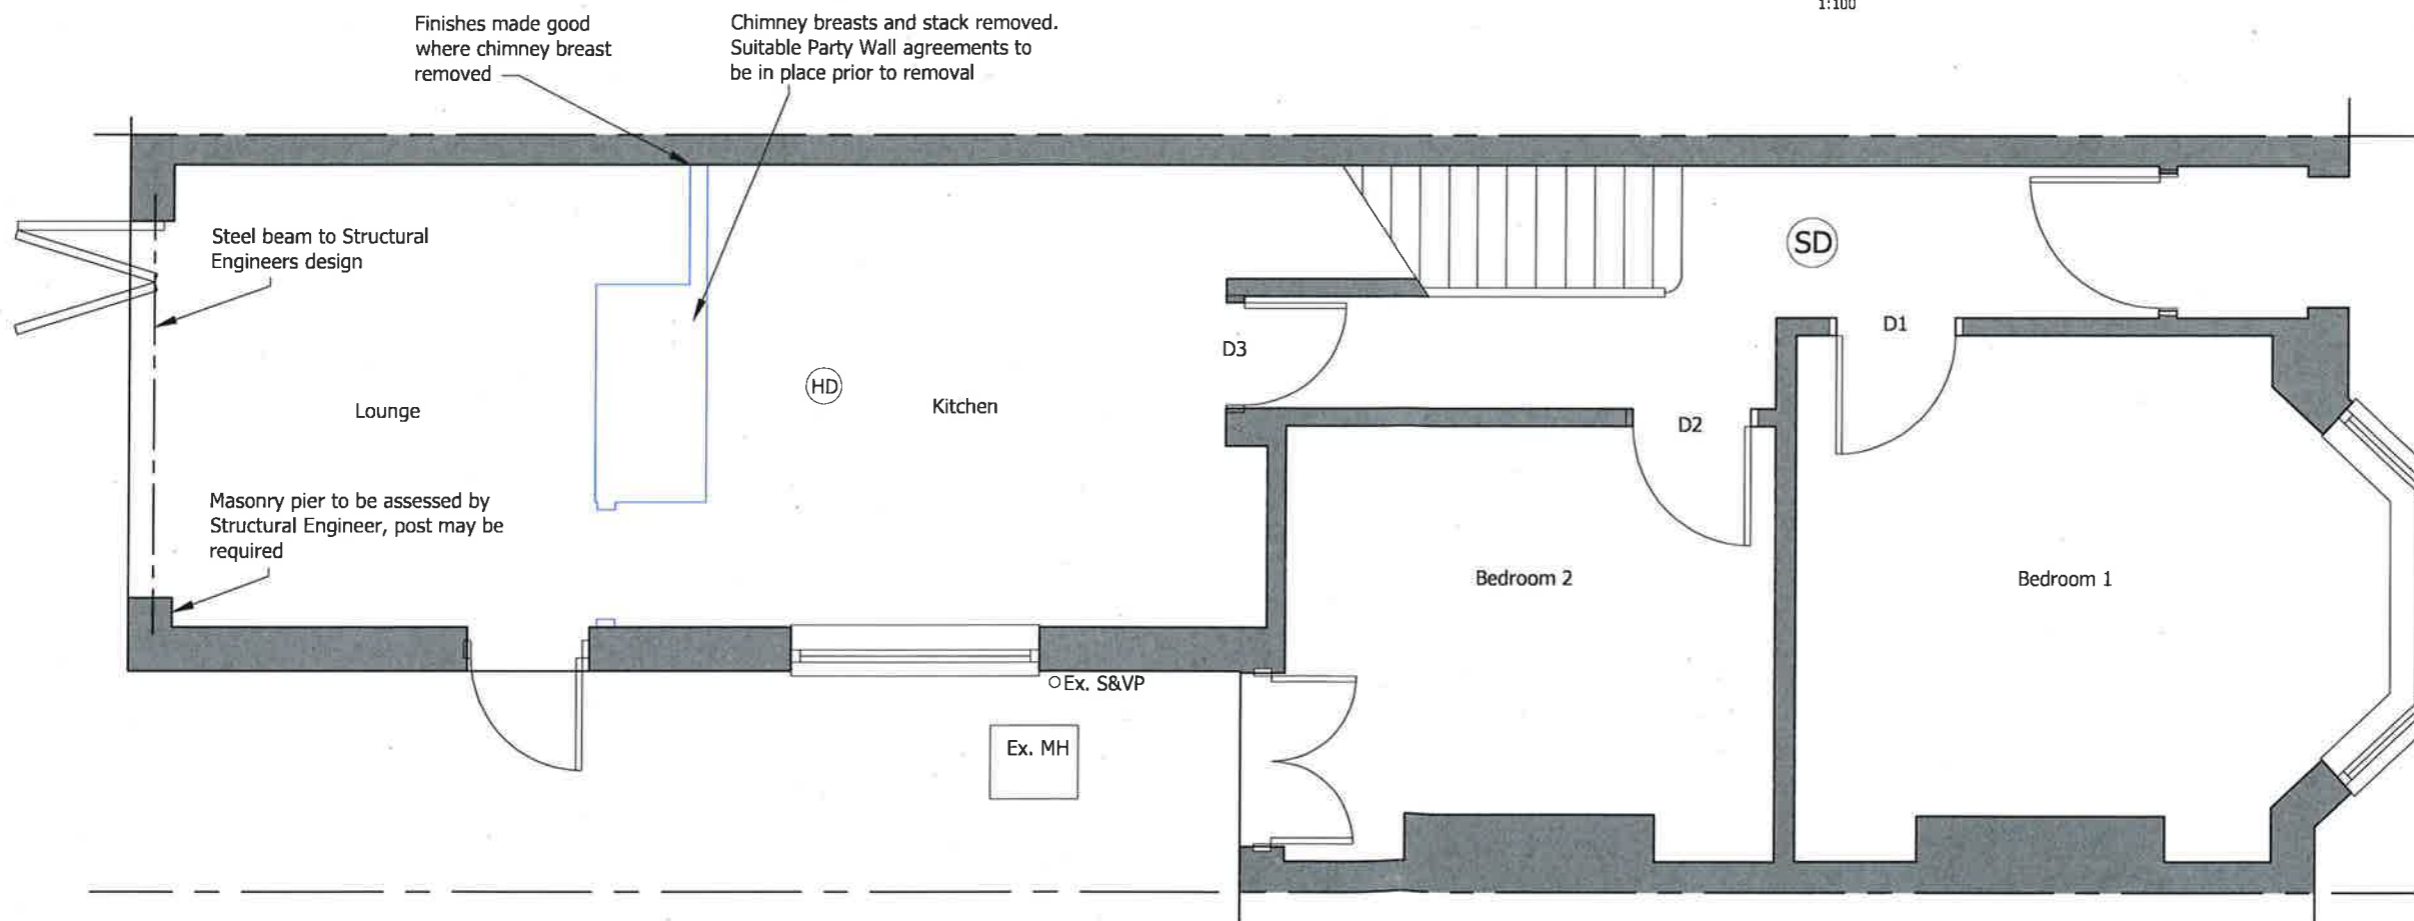 1:100
Finishes made good
where chimney breast
removed
Chimney breasts and stack removed.
Suitable Party Wall agreements to
be in place prior to removal
Steel beam to Structural
Engineers design
SD
D1
D3
HD
Kitchen
Lounge
D2
Masonry pier to be assessed by
Structural Engineer, post may be
required
Bedroom 2
Bedroom 1
Ex. S&VP
Ex. MH